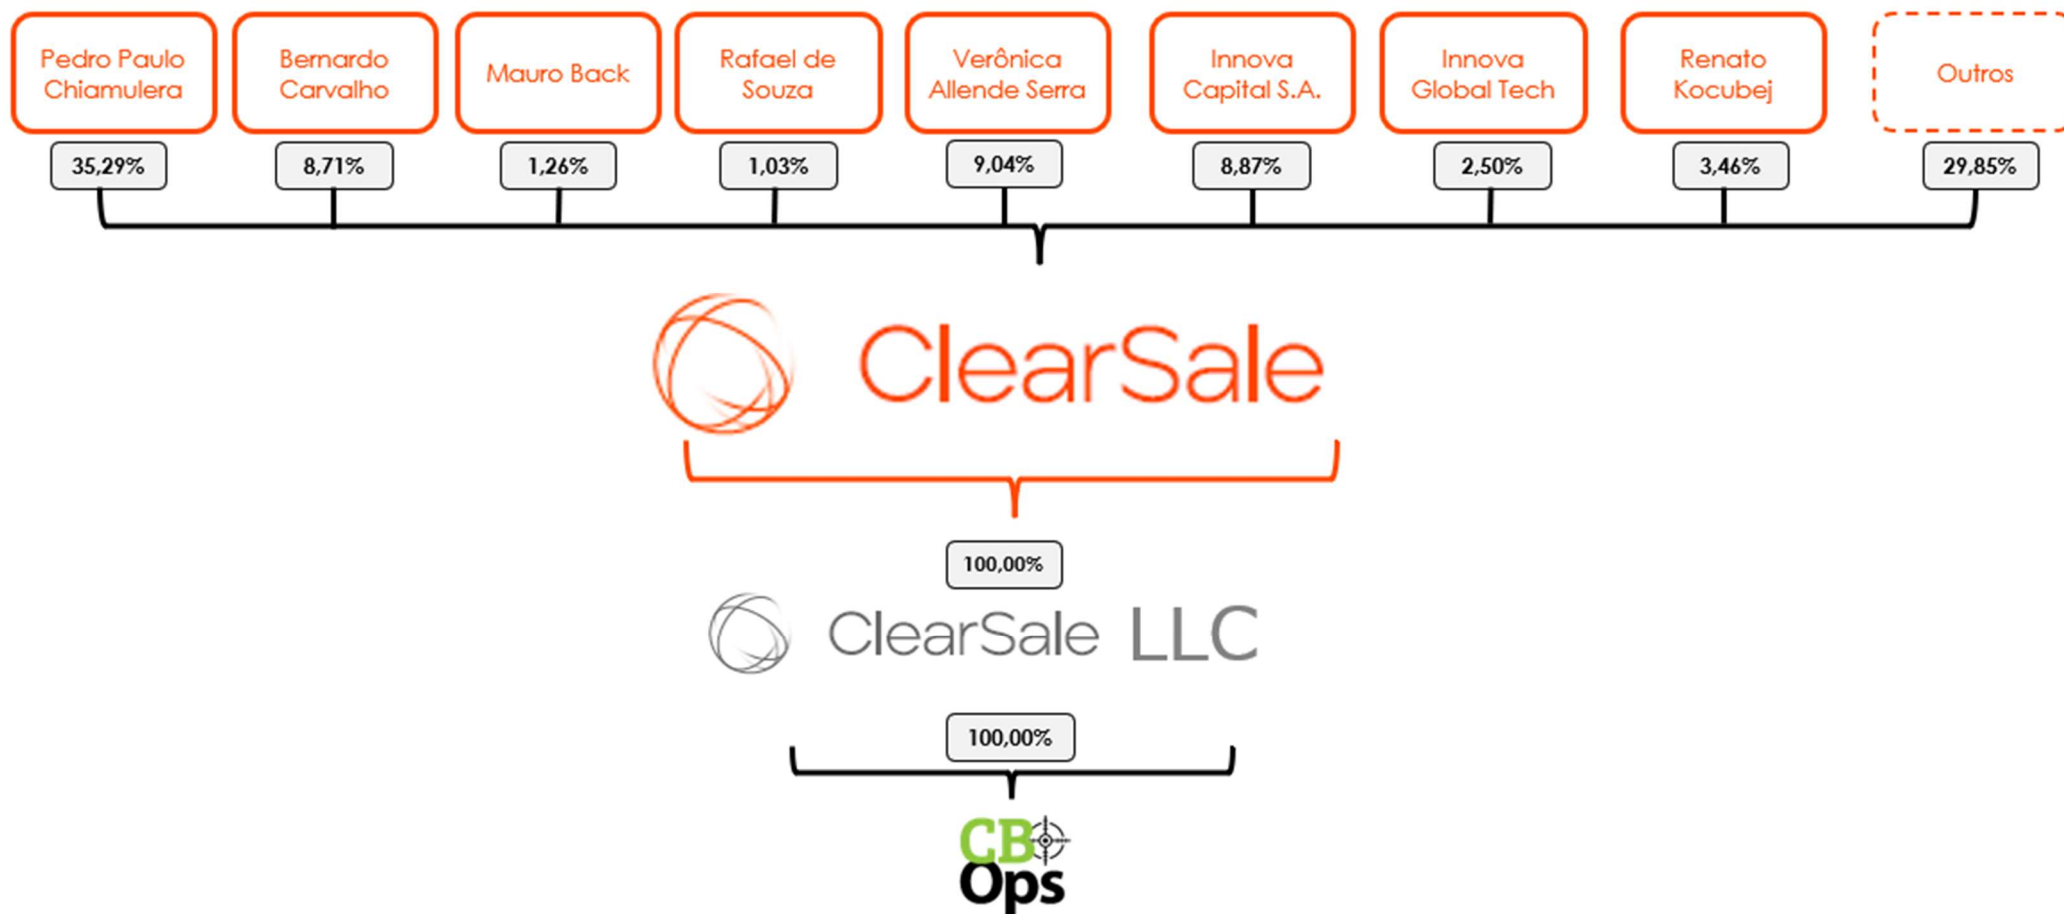 Pedro Paulo
Chiamulera
Bernardo
Carvalho
Mauro Back
Rafael de
Souza
Verônica
Allende Serra
Innova
Capital S.A.
Innova
Global Tech
Renato
Kocubej
Outros
35,29%
8,71%
1,26%
1,03%
9,04%
8,87%
2,50%
3,46%
29,85%
ClearSale
100,00%
ClearSale LLC
100,00%
CB
Ops